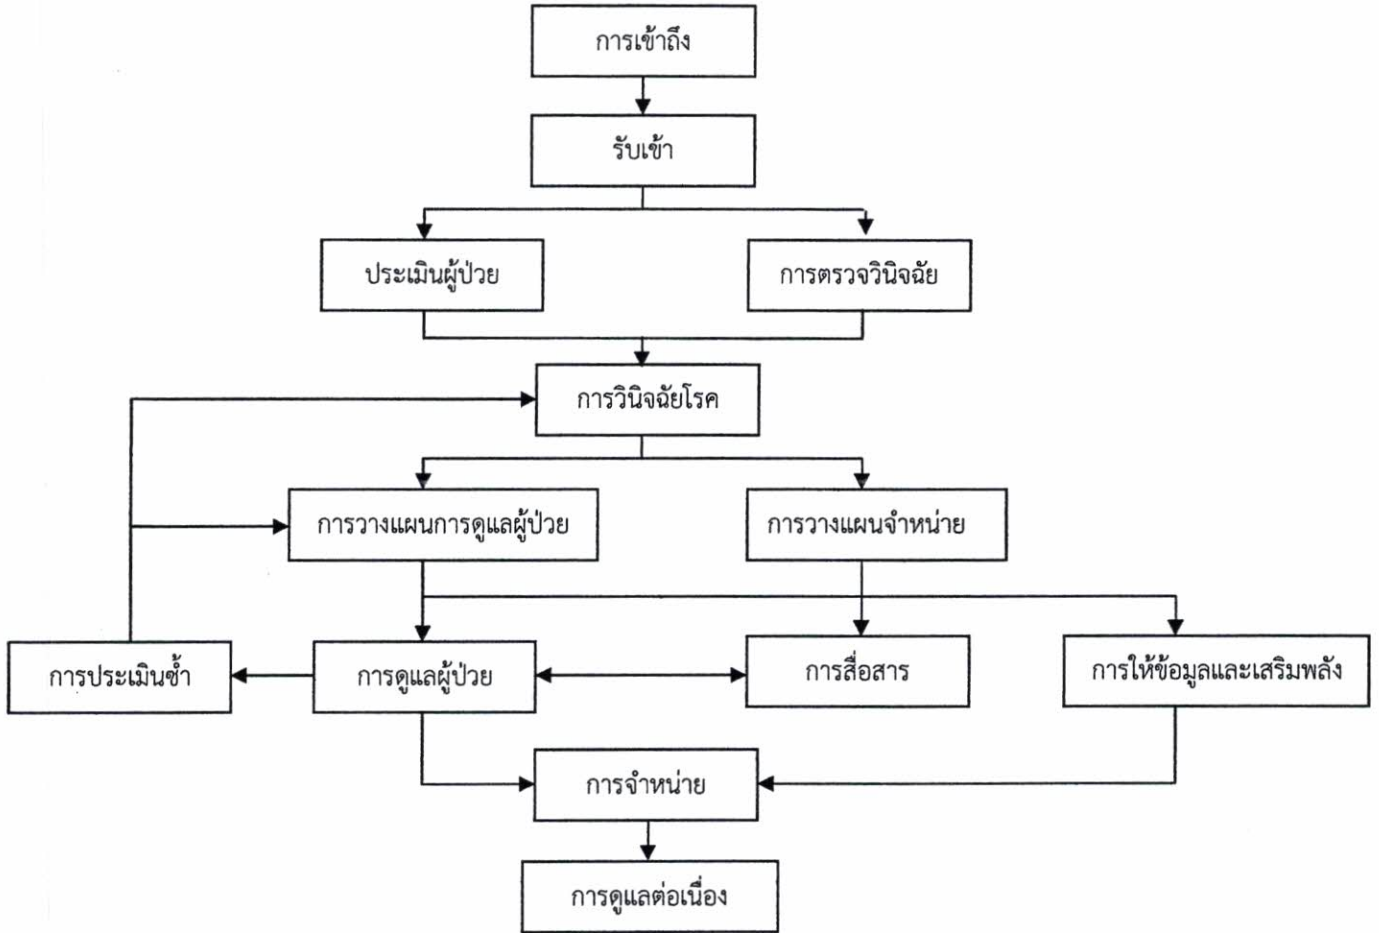 การเข้าถึง
รับเข้า
ประเมินผู้ป่วย
การตรวจวินิจฉัย
การวินิจฉัยโรค
การวางแผนการดูแลผู้ป่วย
การวางแผนจำหน่าย
การประเมินซ้ำ
การดูแลผู้ป่วย
การสื่อสาร
การให้ข้อมูลและเสริมพลัง
การจำหน่าย
การดูแลต่อเนื่อง